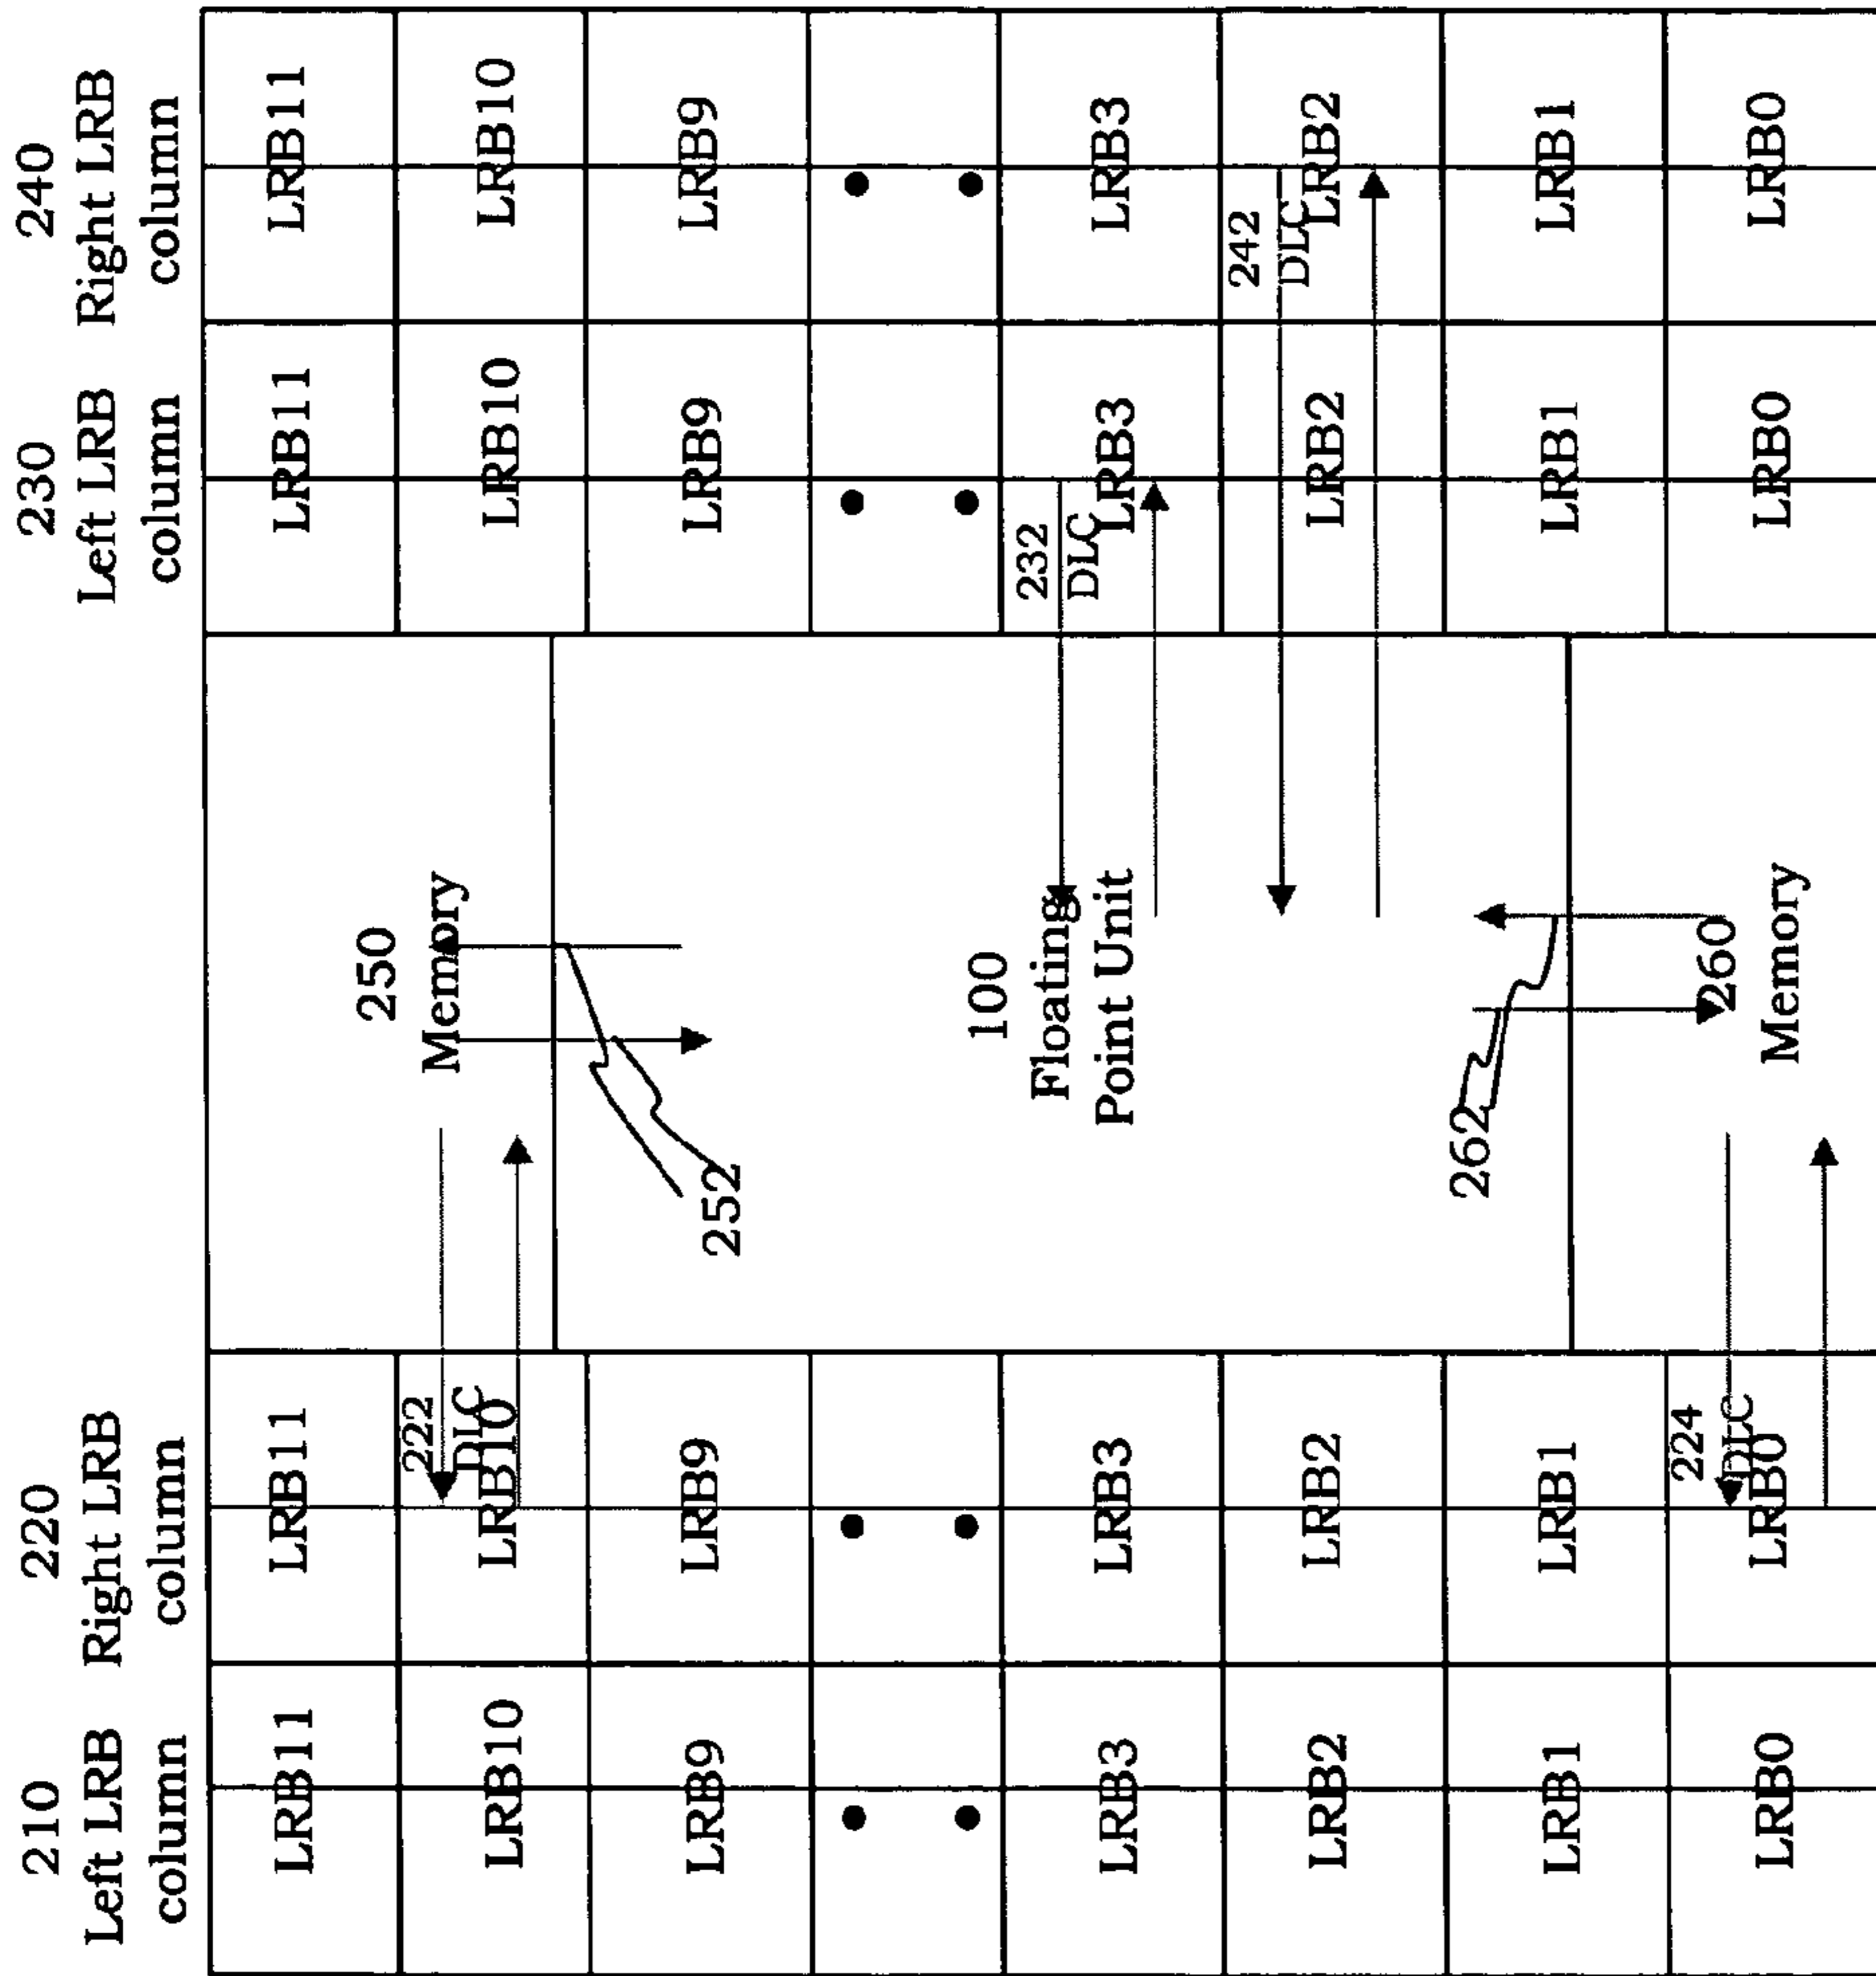 210 220 230 240
Left LRB Right LRB Left LRB Right LRB
column column column column
LRB11 LRB11 LRB11 LRB11
250
222
Memory
DLC
LRB10 LRB10 LRB10 LRB10
LRB9 LRB9 LRB9 LRB9
252
100
232
Floating
DLC
Point Unit
LRB3 LRB3 LRB3 LRB3
242
DLC
LRB2 LRB2 LRB2 LRB2
262
LRB1 LRB1 LRB1 LRB1
224
260
DLC
LRB0 LRB0 LRB0 LRB0
Memory